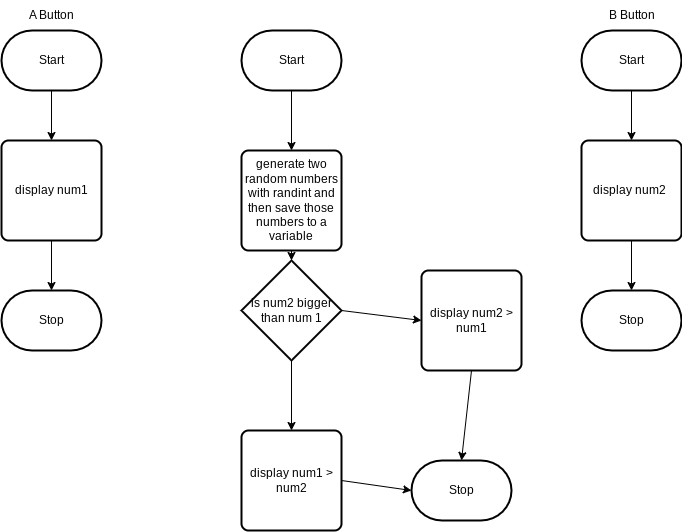 A Button
B Button
Start
Start
Start
display num1
generate two
random numbers
with randint and
then save those
numbers to a
variable
display num2
Stop
is num2 bigger
than num 1
display num2 >
num1
Stop
display num1 >
num2
Stop